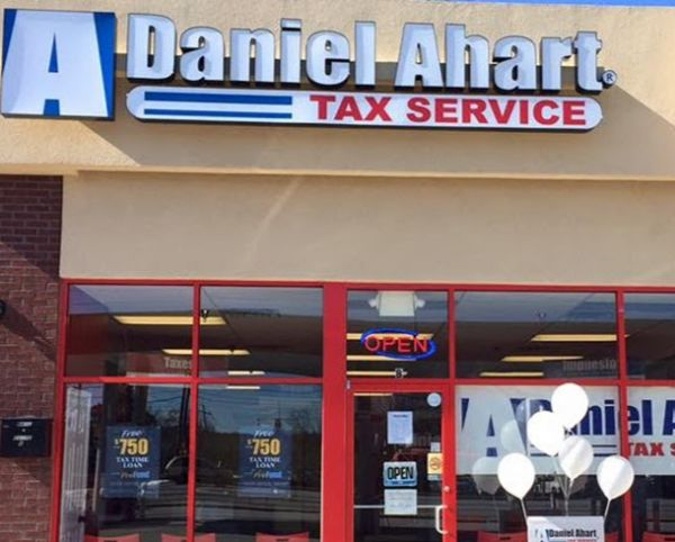 A Daniel Ahart®
TAX SERVICE
OPEN
Taxes
Impuesto
Free
$750
TAX TIME
LOAN
Free
$750
TAX TIME
LOAN
OPEN
A Daniel A
TAX S
Daniel Ahart